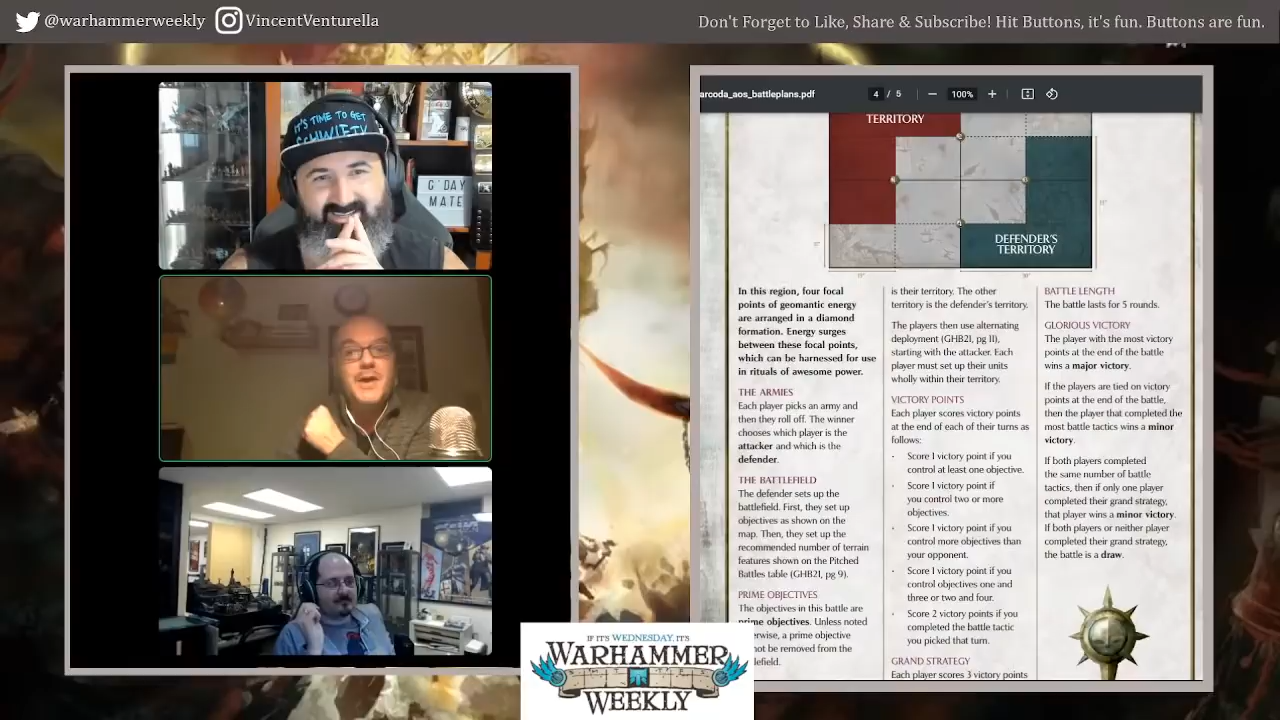 @warhammerweekly VincentVenturella
Don't Forget to Like, Share & Subscribe! Hit Buttons, it's fun. Buttons are fun.
IT'S TIME TO GET
SCHWIFTY
G'DAY
MATE
arcoda_aos_battleplans.pdf
4 / 5
100%
TERRITORY
DEFENDER'S
TERRITORY
In this region, four focal
points of geomantic energy
are arranged in a diamond
formation. Energy surges
between these focal points,
which can be harnessed for use
in rituals of awesome power.
THE ARMIES
Each player picks an army and
then they roll off. The winner
chooses which player is the
attacker and which is the
defender.
THE BATTLEFIELD
The defender sets up the
battlefield. First, they set up
objectives as shown on the
map. Then, they set up the
recommended number of terrain
features shown on the Pitched
Battles table (GHB21, pg 9).
PRIME OBJECTIVES
The objectives in this battle are
prime objectives. Unless noted
erwise, a prime objective
not be removed from the
lefield.
is their territory. The other
territory is the defender's territory.
The players then use alternating
deployment (GHB21, pg 11),
starting with the attacker. Each
player must set up their units
wholly within their territory.
VICTORY POINTS
Each player scores victory points
at the end of each of their turns as
follows:
· Score 1 victory point if you
control at least one objective.
· Score 1 victory point if
you control two or more
objectives.
· Score 1 victory point if you
control more objectives than
your opponent.
· Score 1 victory point if you
control objectives one and
three or two and four.
· Score 2 victory points if you
completed the battle tactic
you picked that turn.
GRAND STRATEGY
Each player scores 3 victory points
BATTLE LENGTH
The battle lasts for 5 rounds.
GLORIOUS VICTORY
The player with the most victory
points at the end of the battle
wins a major victory.
If the players are tied on victory
points at the end of the battle,
then the player that completed the
most battle tactics wins a minor
victory.
If both players completed
the same number of battle
tactics, then if only one player
completed their grand strategy,
that player wins a minor victory.
If both players or neither player
completed their grand strategy,
the battle is a draw.
IF IT'S WEDNESDAY, IT'S
WARHAMMER
WEEKLY